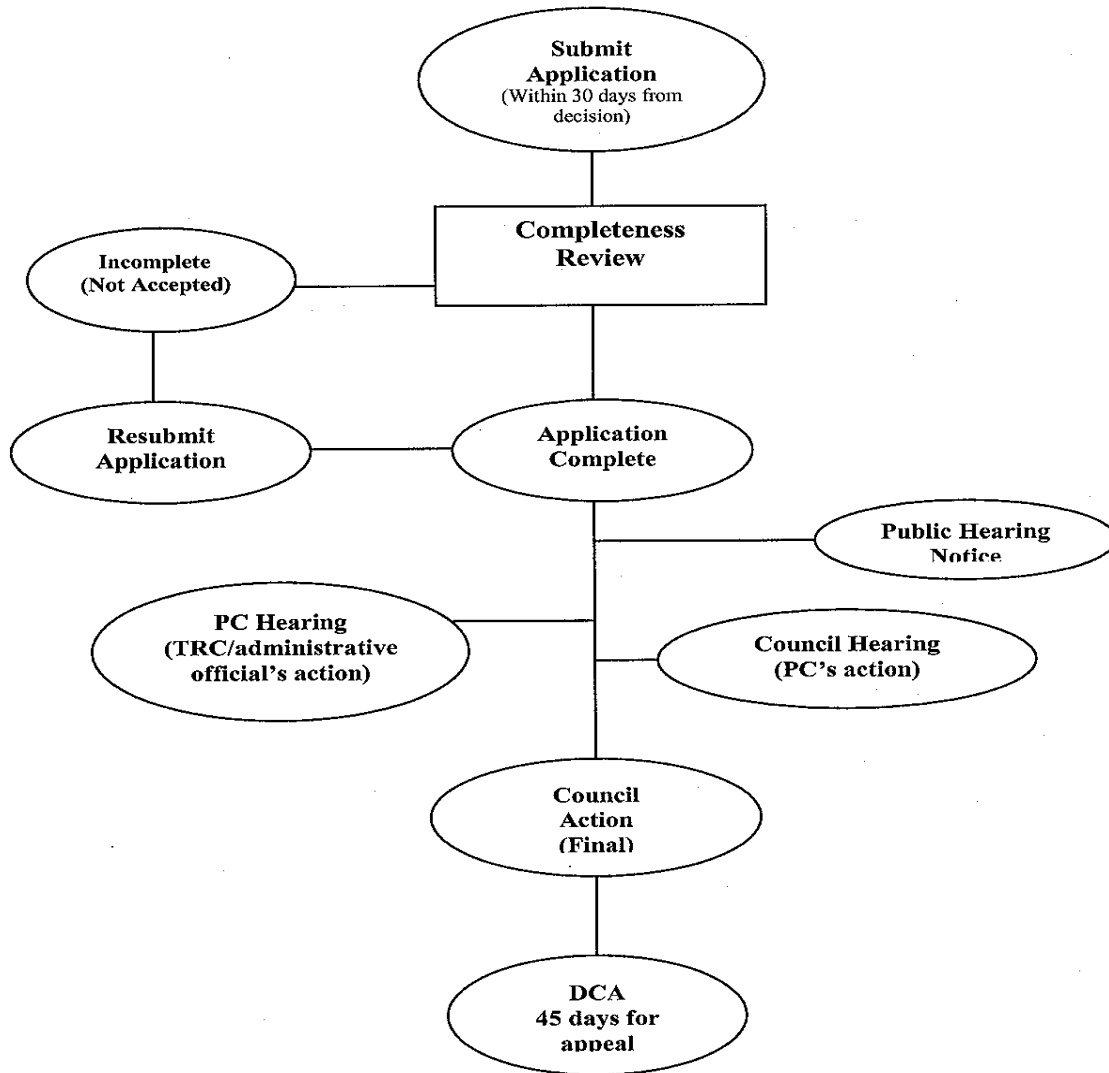 Submit
Application
(Within 30 days from
decision)
Completeness
Review
Incomplete
(Not Accepted)
Resubmit
Application
Application
Complete
Public Hearing
Notice
PC Hearing
(TRC/administrative
official's action)
Council Hearing
(PC's action)
Council
Action
(Final)
DCA
45 days for
appeal